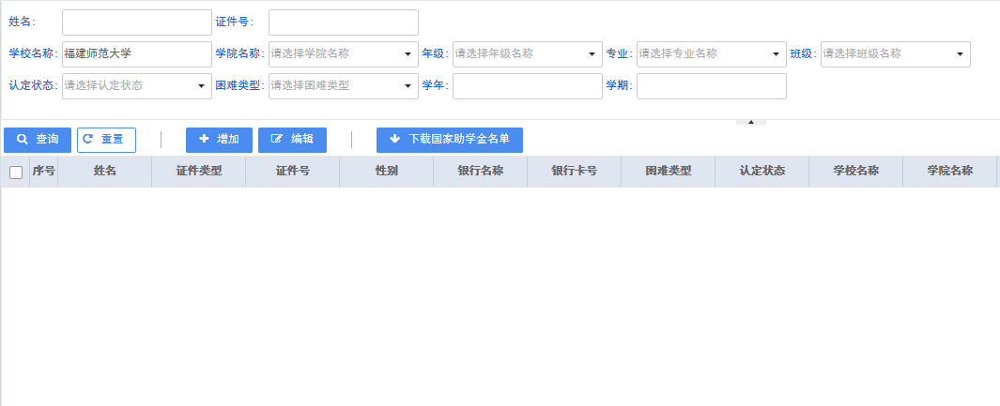 姓名: 证件号:
学校名称: 福建师范大学 学院名称: 请选择学院名称 年级: 请选择年级名称 专业: 请选择专业名称 班级: 请选择班级名称
认定状态: 请选择认定状态 困难类型: 请选择困难类型 学年: 学期:
查询 重置 增加 编辑 下载国家助学金名单
序号 姓名 证件类型 证件号 性别 银行名称 银行卡号 困难类型 认定状态 学校名称 学院名称